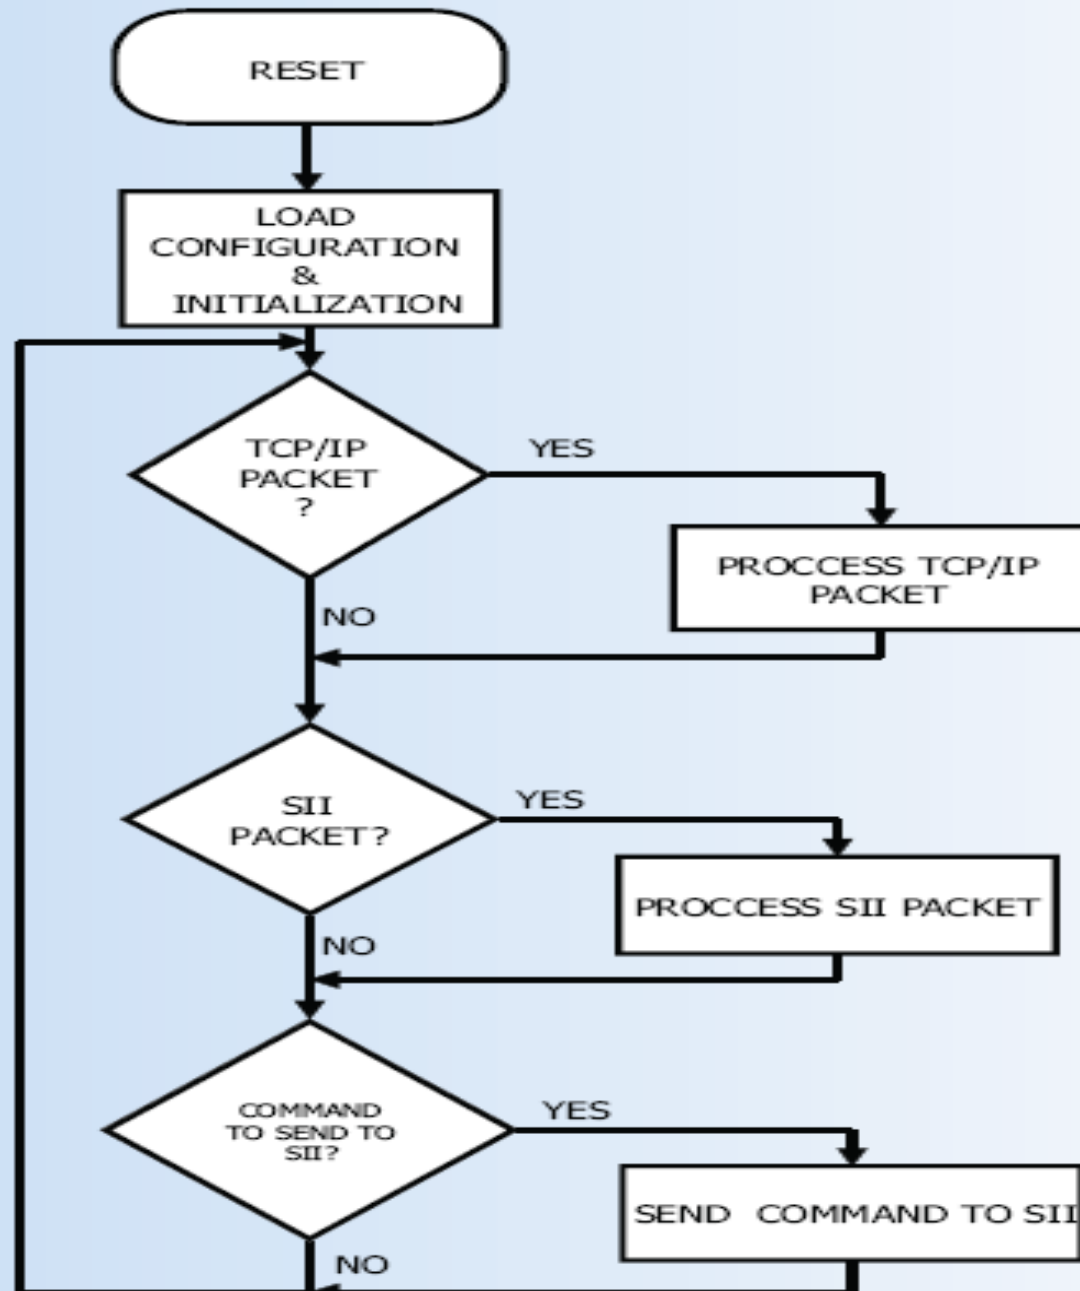 RESET
LOAD
CONFIGURATION
&
INITIALIZATION
TCP/IP
PACKET
?
YES
PROCCESS TCP/IP
PACKET
NO
SII
PACKET?
YES
PROCCESS SII PACKET
NO
COMMAND
TO SEND TO
SII?
YES
SEND COMMAND TO SII
NO